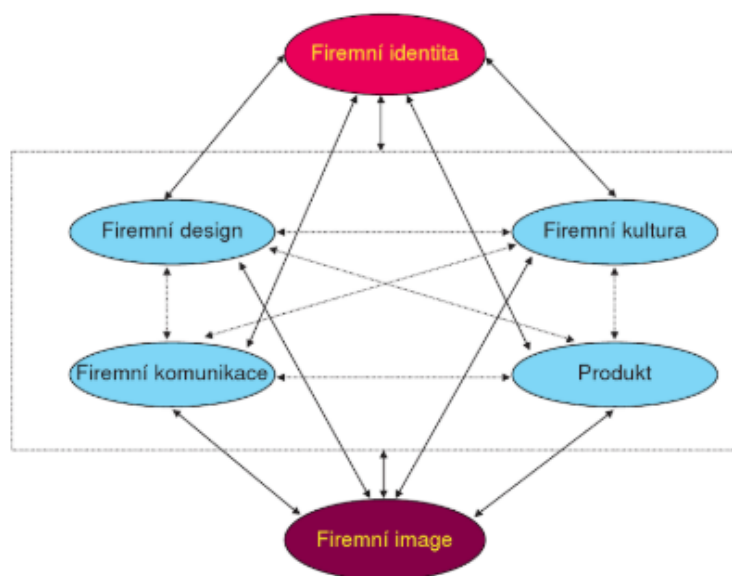 Firemní identita
Firemní design
Firemní kultura
Firemní komunikace
Produkt
Firemní image